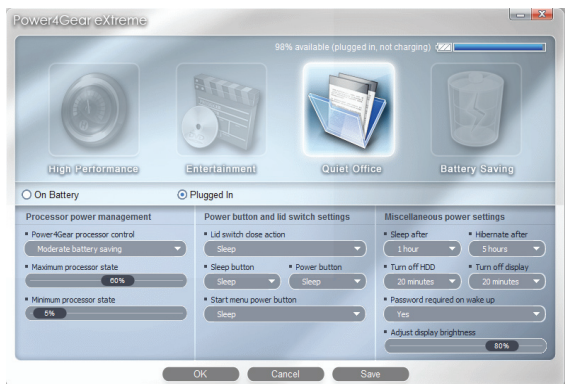 Power4Gear eXtreme
98% available (plugged in, not charging)
High Performance
Entertainment
Quiet Office
Battery Saving
On Battery
Plugged In
Processor power management
Power4Gear processor control
Moderate battery saving
Maximum processor state
60%
Minimum processor state
5%
Power button and lid switch settings
Lid switch close action
Sleep
Sleep button Power button
Sleep Sleep
Start menu power button
Sleep
Miscellaneous power settings
Sleep after Hibernate after
1 hour 5 hours
Turn off HDD Turn off display
20 minutes 20 minutes
Password required on wake up
Yes
Adjust display brightness
80%
OK Cancel Save